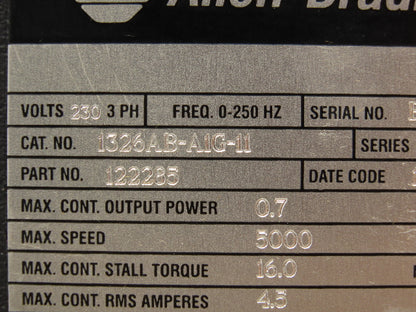 Allen-Bradl
VOLTS 230 3 PH FREQ. 0-250 HZ SERIAL NO.
CAT. NO. 1326AB-A1G-11 SERIES
PART NO. 122285 DATE CODE
MAX. CONT. OUTPUT POWER 0.7
MAX. SPEED 5000
MAX. CONT. STALL TORQUE 16.0
MAX. CONT. RMS AMPERES 4.5